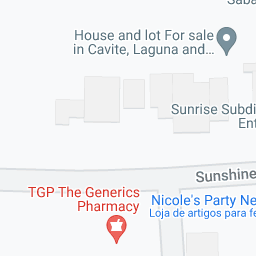 Saba
House and lot For sale
in Cavite, Laguna and...
Sunrise Subdi
Ent
Sunshine
TGP The Generics
Pharmacy
Nicole's Party Ne
Loja de artigos para fe